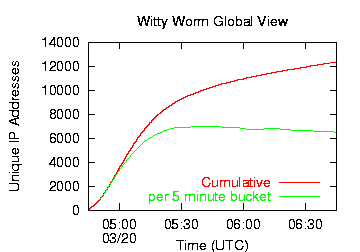 Witty Worm Global View
Unique IP Addresses
14000
12000
10000
8000
6000
4000
2000
0
Cumulative
per 5 minute bucket
05:00 05:30 06:00 06:30
03/20
Time (UTC)